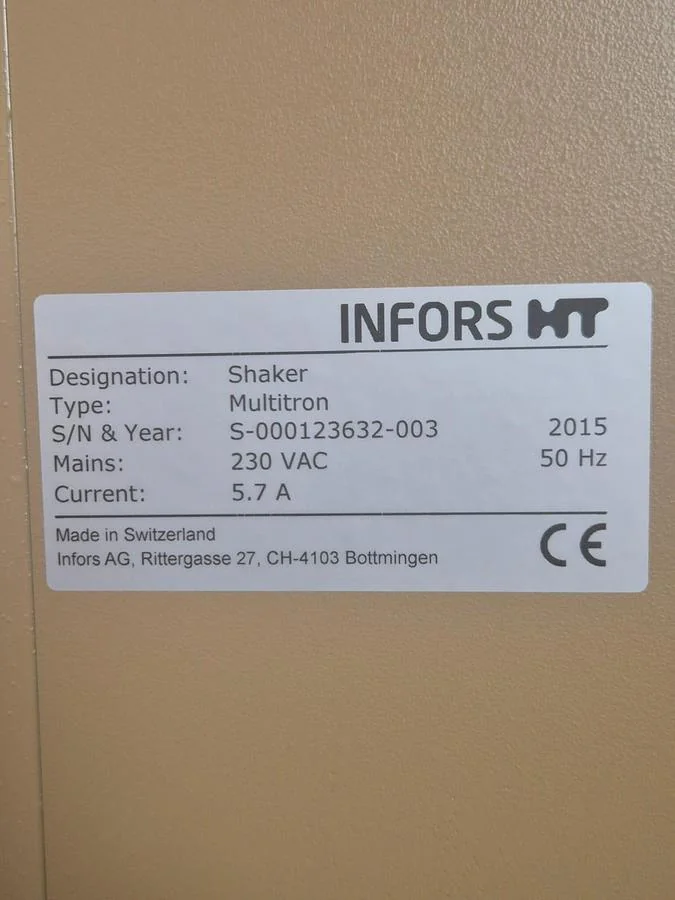 INFORS HT
Designation: Shaker
Type: Multitron
S/N & Year: S-000123632-003 2015
Mains: 230 VAC 50 Hz
Current: 5.7 A
Made in Switzerland
Infors AG, Rittergasse 27, CH-4103 Bottmingen
CE